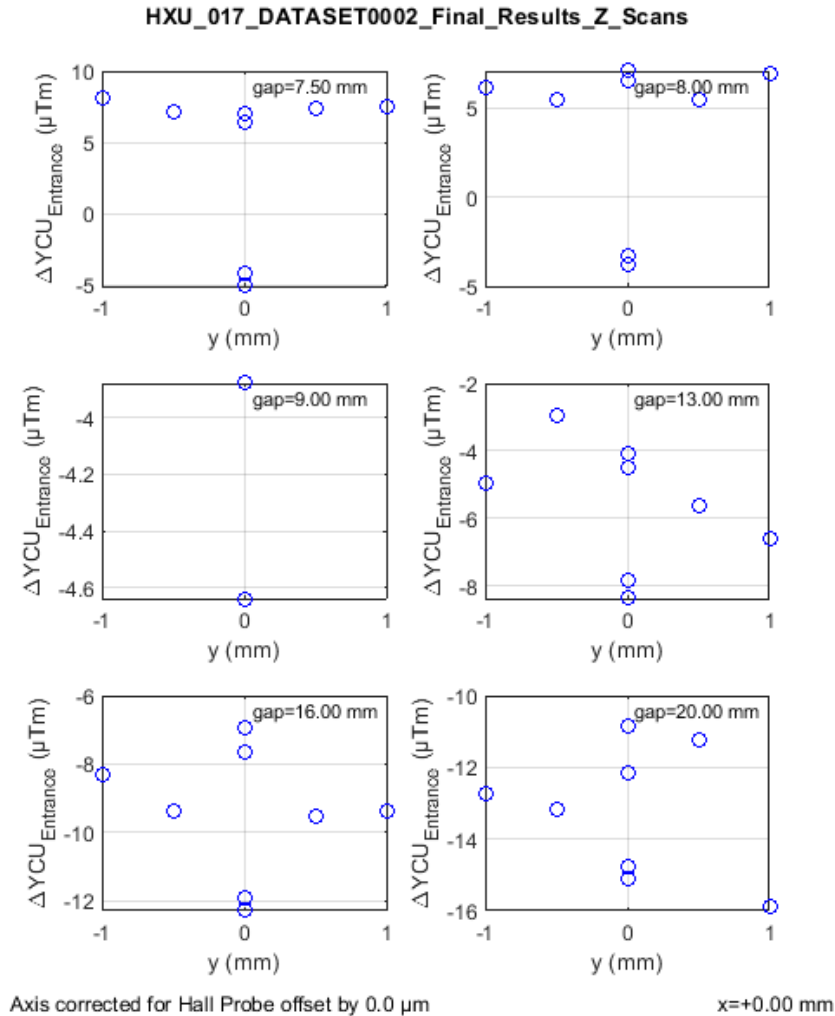 HXU_017_DATASET0002_Final_Results_Z_Scans
10
5
0
-5
ΔYCU_Entrance (μTm)
gap=7.50 mm
-1 0 1
y (mm)
5
0
-5
ΔYCU_Entrance (μTm)
gap=8.00 mm
-1 0 1
y (mm)
-4
-4.2
-4.4
-4.6
ΔYCU_Entrance (μTm)
gap=9.00 mm
-1 0 1
y (mm)
-2
-4
-6
-8
ΔYCU_Entrance (μTm)
gap=13.00 mm
-1 0 1
y (mm)
-6
-8
-10
-12
ΔYCU_Entrance (μTm)
gap=16.00 mm
-1 0 1
y (mm)
-10
-12
-14
-16
ΔYCU_Entrance (μTm)
gap=20.00 mm
-1 0 1
y (mm)
Axis corrected for Hall Probe offset by 0.0 μm
x=+0.00 mm